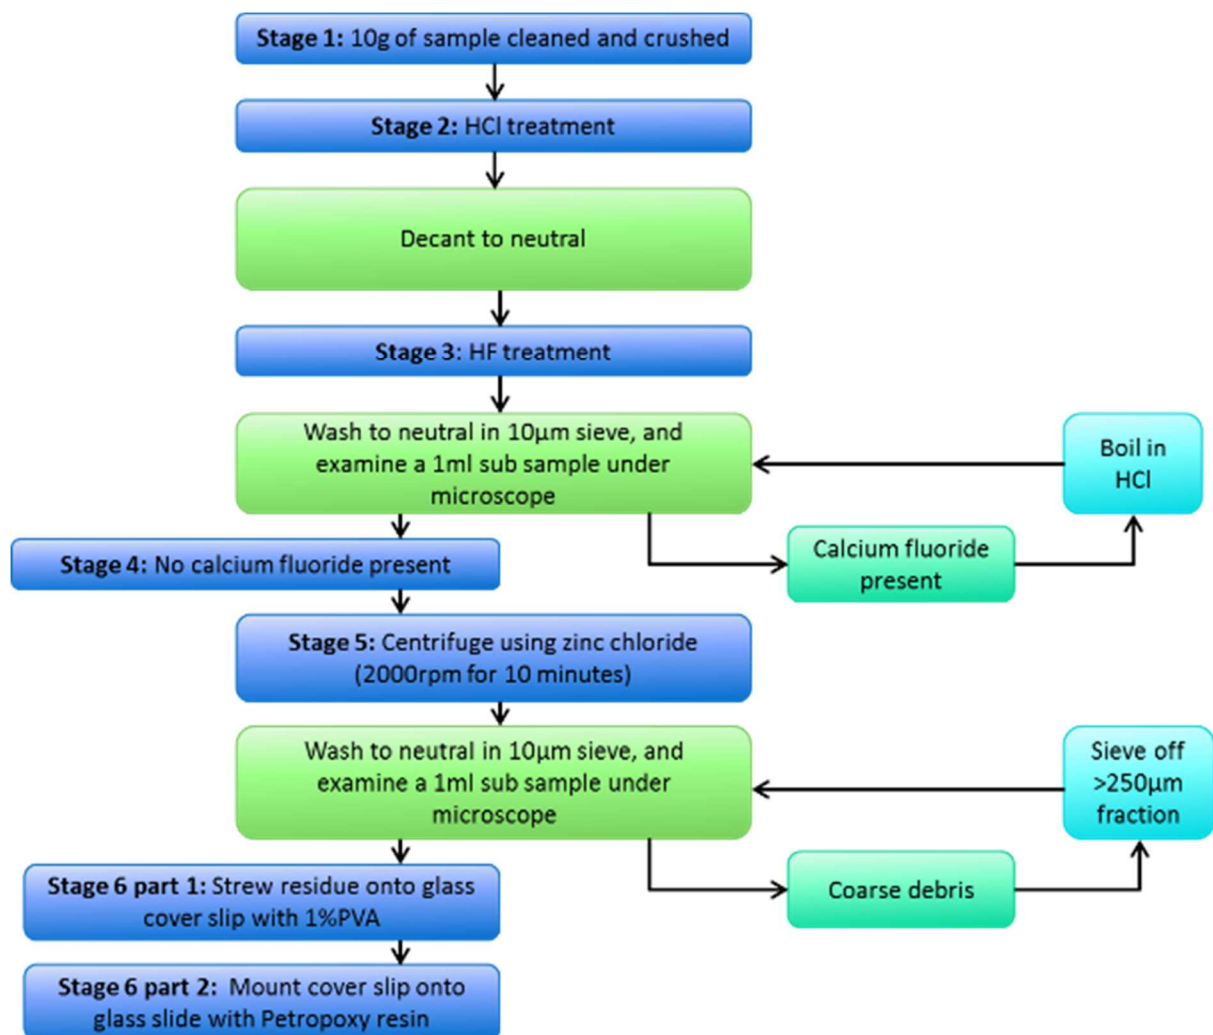 Stage 1: 10g of sample cleaned and crushed
Stage 2: HCl treatment
Decant to neutral
Stage 3: HF treatment
Wash to neutral in 10µm sieve, and
examine a 1ml sub sample under
microscope
Boil in
HCl
Calcium fluoride
present
Stage 4: No calcium fluoride present
Stage 5: Centrifuge using zinc chloride
(2000rpm for 10 minutes)
Wash to neutral in 10µm sieve, and
examine a 1ml sub sample under
microscope
Sieve off
>250µm
fraction
Coarse debris
Stage 6 part 1: Strew residue onto glass
cover slip with 1%PVA
Stage 6 part 2: Mount cover slip onto
glass slide with Petropoxy resin